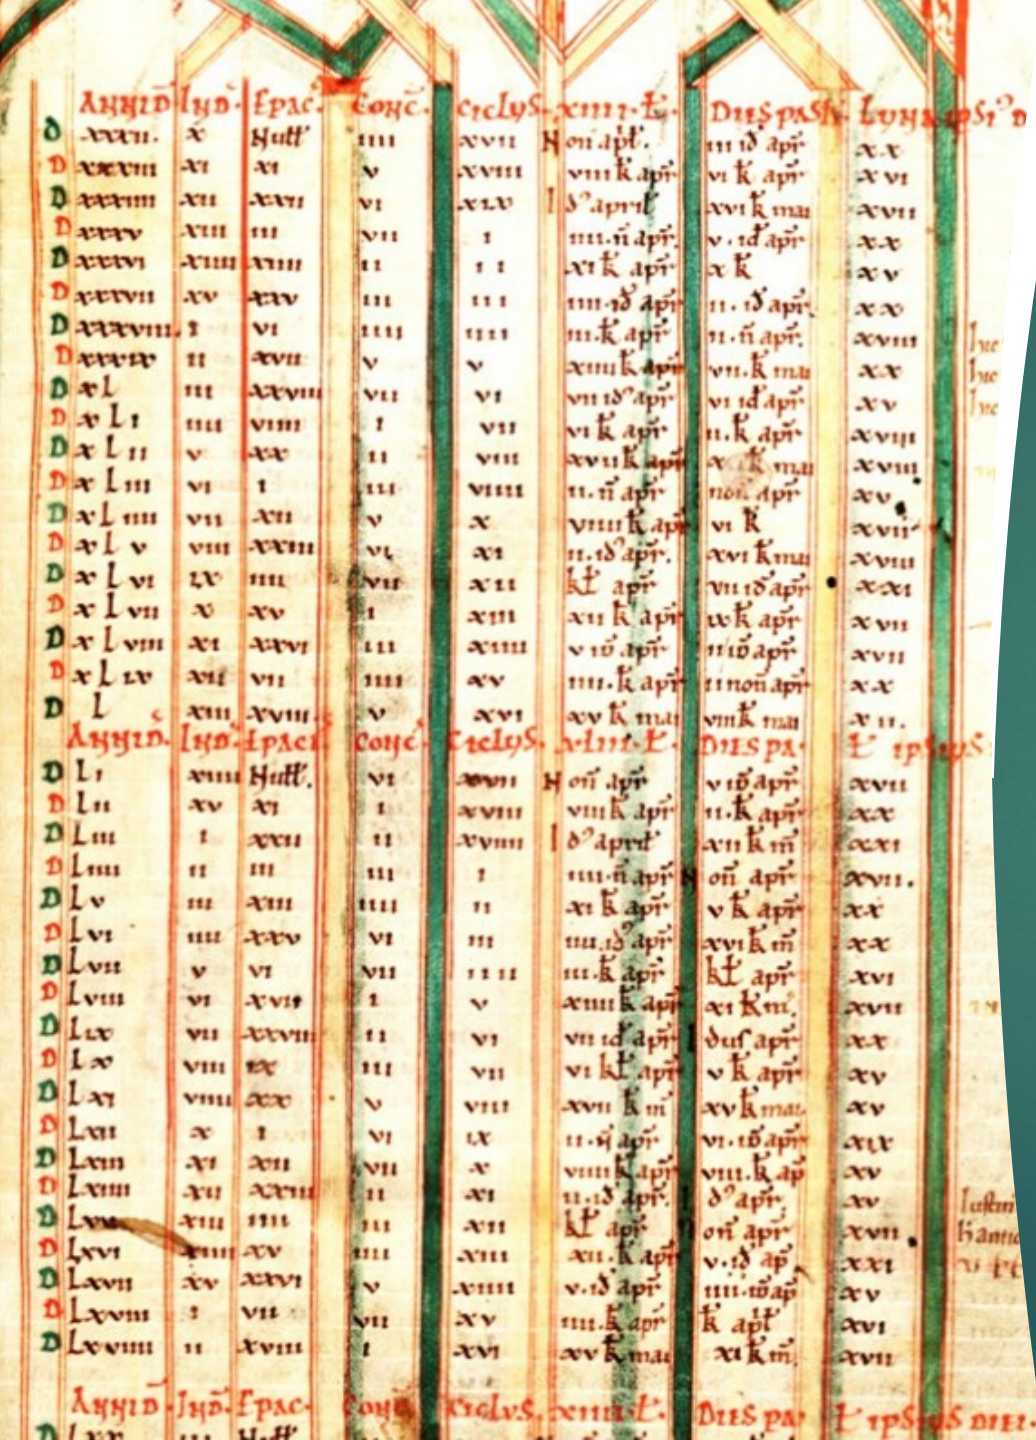 ANNI D IND. EPAC. CONC. CICLUS. XIIII. L. DIES PASH LUNA IPSI D
D xxxii. x Null iiii xvii Non apl. iii id apr xx
D xxxiii xi xi v xviii viii k apr vi k apr xvi
D xxxiiii xii xxii vi xix id april xvi k mai xvii
D xxxv xiii iii vii i iiii. n apr. v. id apr xx
D xxxvi xiiii xiiii ii ii xi k apr x k xv
D xxxvii xv xxv iii iii iiii. id apr ii. id apr xx
D xxxviii. i vi iiii iiii iii. k apr ii. n apr. xviii hic
D xxxix ii xvii v v xiiii k apr vii. k mai xx hic
D xL iii xxviii vii vi vii id apr vi id apr xv hic
D xLi iiii viiii i vii vi k apr ii. k apr xviii
D xLii v xx ii viii xvii k apr k mai xviii
D xLiii vi i iii viiii ii. n apr non apr xv
D xLiiii vii xii v x viiii k apr vi k xvii
D xLv viii xxiii vi xi ii. id apr. xvi k mai xviii
D xLvi ix iiii vii xii kl apr vii id apr xxi
D xLvii x xv i xiii xii k apr ix k apr xvii
D xLviii xi xxvi iii xiiii v id apr ii id apr xvii
D xLix xii vii iiii xv iiii. k apr ii non apr xx
D L xiii xviii v xvi xv k mai viii k mai x ii.
ANNI D. IND. EPACT CONC. CICLUS. XIIII. L. DIES PA. L IPSIUS
D Li xiiii Null. vi xvii Non apr v id apr xvii
D Lii xv xi i xviii viii k apr ii. k apr xx
D Liii i xxii ii xviiii id april xii k m xxi
D Liiii ii iii iii i iiii. n apr Non apr xvii.
D Lv iii xiiii iiii ii xi k apr v k apr xx
D Lvi iiii xxv vi iii iiii. id apr xvi k m xx
D Lvii v vi vii iiii iii. k apr kl apr xvi
D Lviii vi xvii i v xiiii k apr xi k m. xvii
D Lix vii xxviii ii vi vii id apr Idus apr xx
D Lx viii ix iii vii vi kl apr v k apr xv
D Lxi viiii xx v viii xvii k m xv k mai. xv
D Lxii x i vi ix ii. n apr vi. id apr xix
D Lxiii xi xii vii x viiii k apr viii. k ap xv
D Lxiiii xii xxiii ii xi ii. id apr. Id apr xv
D Lxv xiii iiii iii xii kl apr Non apr xvii
D Lxvi xiiii xv iiii xiii xii. k apr v. id ap xxi
D Lxvii xv xxvi v xiiii v. id apr iiii. id apr xv
D Lxviii i vii vii xv iiii. k apr k apl xvi
D Lxviiii ii xviii i xvi xv k mai xi k m. xvii
ANNI D. IND. EPAC. CONC CICLUS. XIIII. L. DIES PA L IPSIUS DIEI.
D Lxx iii Null